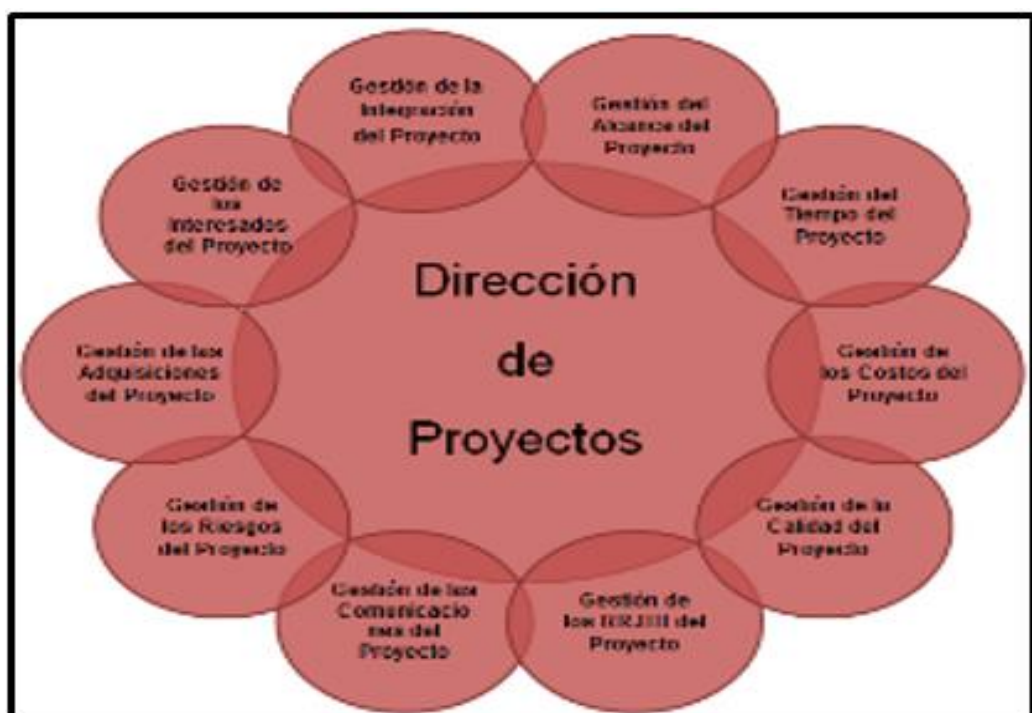 Gestión de la
Integración
del Proyecto
Gestión del
Alcance del
Proyecto
Gestión del
Tiempo del
Proyecto
Gestión de
los Costos del
Proyecto
Gestión de la
Calidad del
Proyecto
Gestión de
los RRHH del
Proyecto
Gestión de las
Comunicacio
nes del
Proyecto
Gestión de
los Riesgos
del Proyecto
Gestión de las
Adquisiciones
del Proyecto
Gestión de
los
Interesados
del Proyecto
Dirección
de
Proyectos